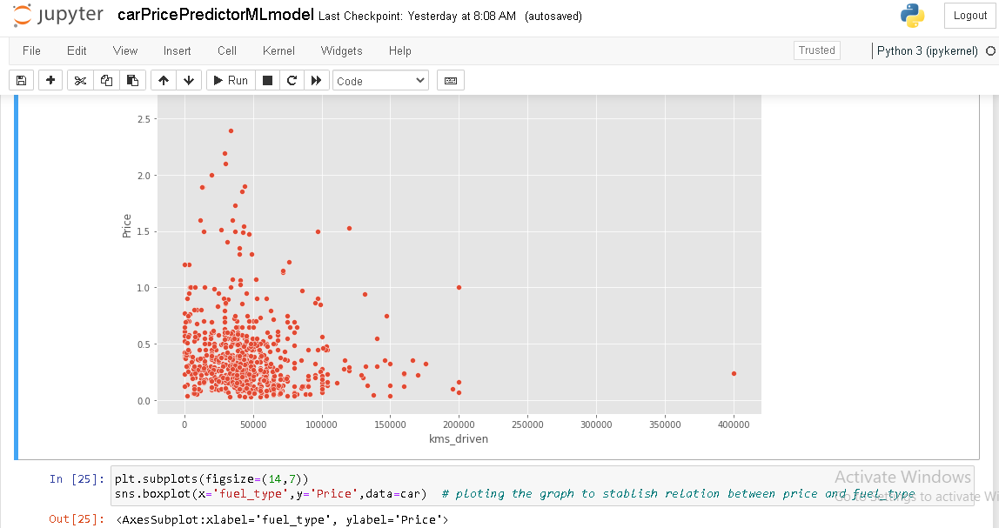 jupyter carPricePredictorMLmodel Last Checkpoint: Yesterday at 8:08 AM (autosaved)
Logout
File Edit View Insert Cell Kernel Widgets Help
Trusted
Python 3 (ipykernel)
Run
Code
2.5
2.0
1.5
1.0
0.5
0.0
Price
0 50000 100000 150000 200000 250000 300000 350000 400000
kms_driven
In [25]: plt.subplots(figsize=(14,7))
sns.boxplot(x='fuel_type',y='Price',data=car) # ploting the graph to stablish relation between price and fuel_type
Activate Windows
Go to Settings to activate Wi
Out[25]: <AxesSubplot:xlabel='fuel_type', ylabel='Price'>